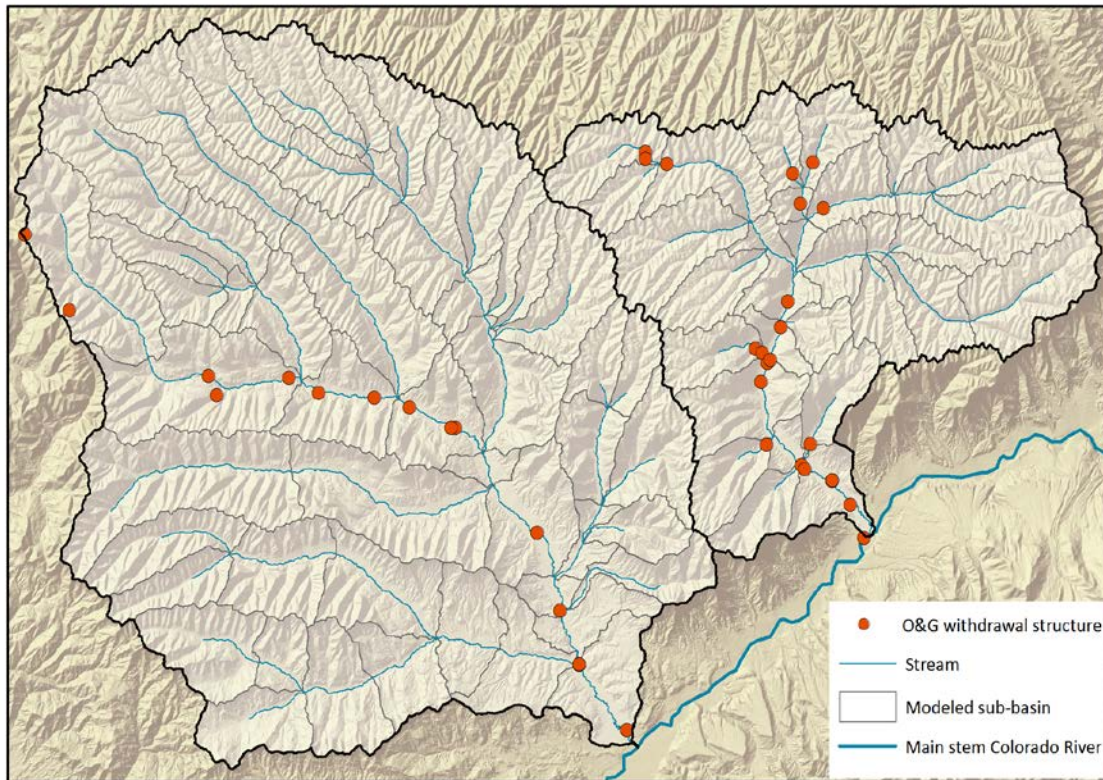 O&G withdrawal structure
Stream
Modeled sub-basin
Main stem Colorado River